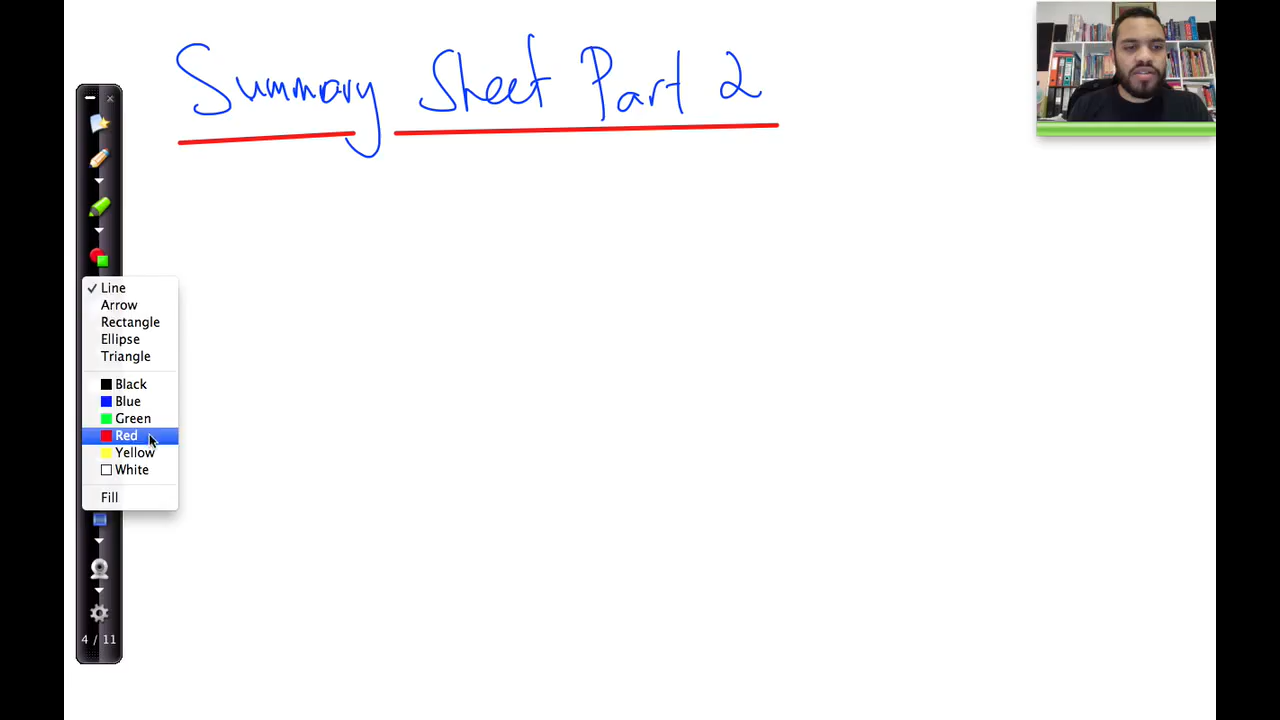 Summary Sheet Part 2
✓ Line
Arrow
Rectangle
Ellipse
Triangle
Black
Blue
Green
Red
Yellow
White
Fill
4 / 11